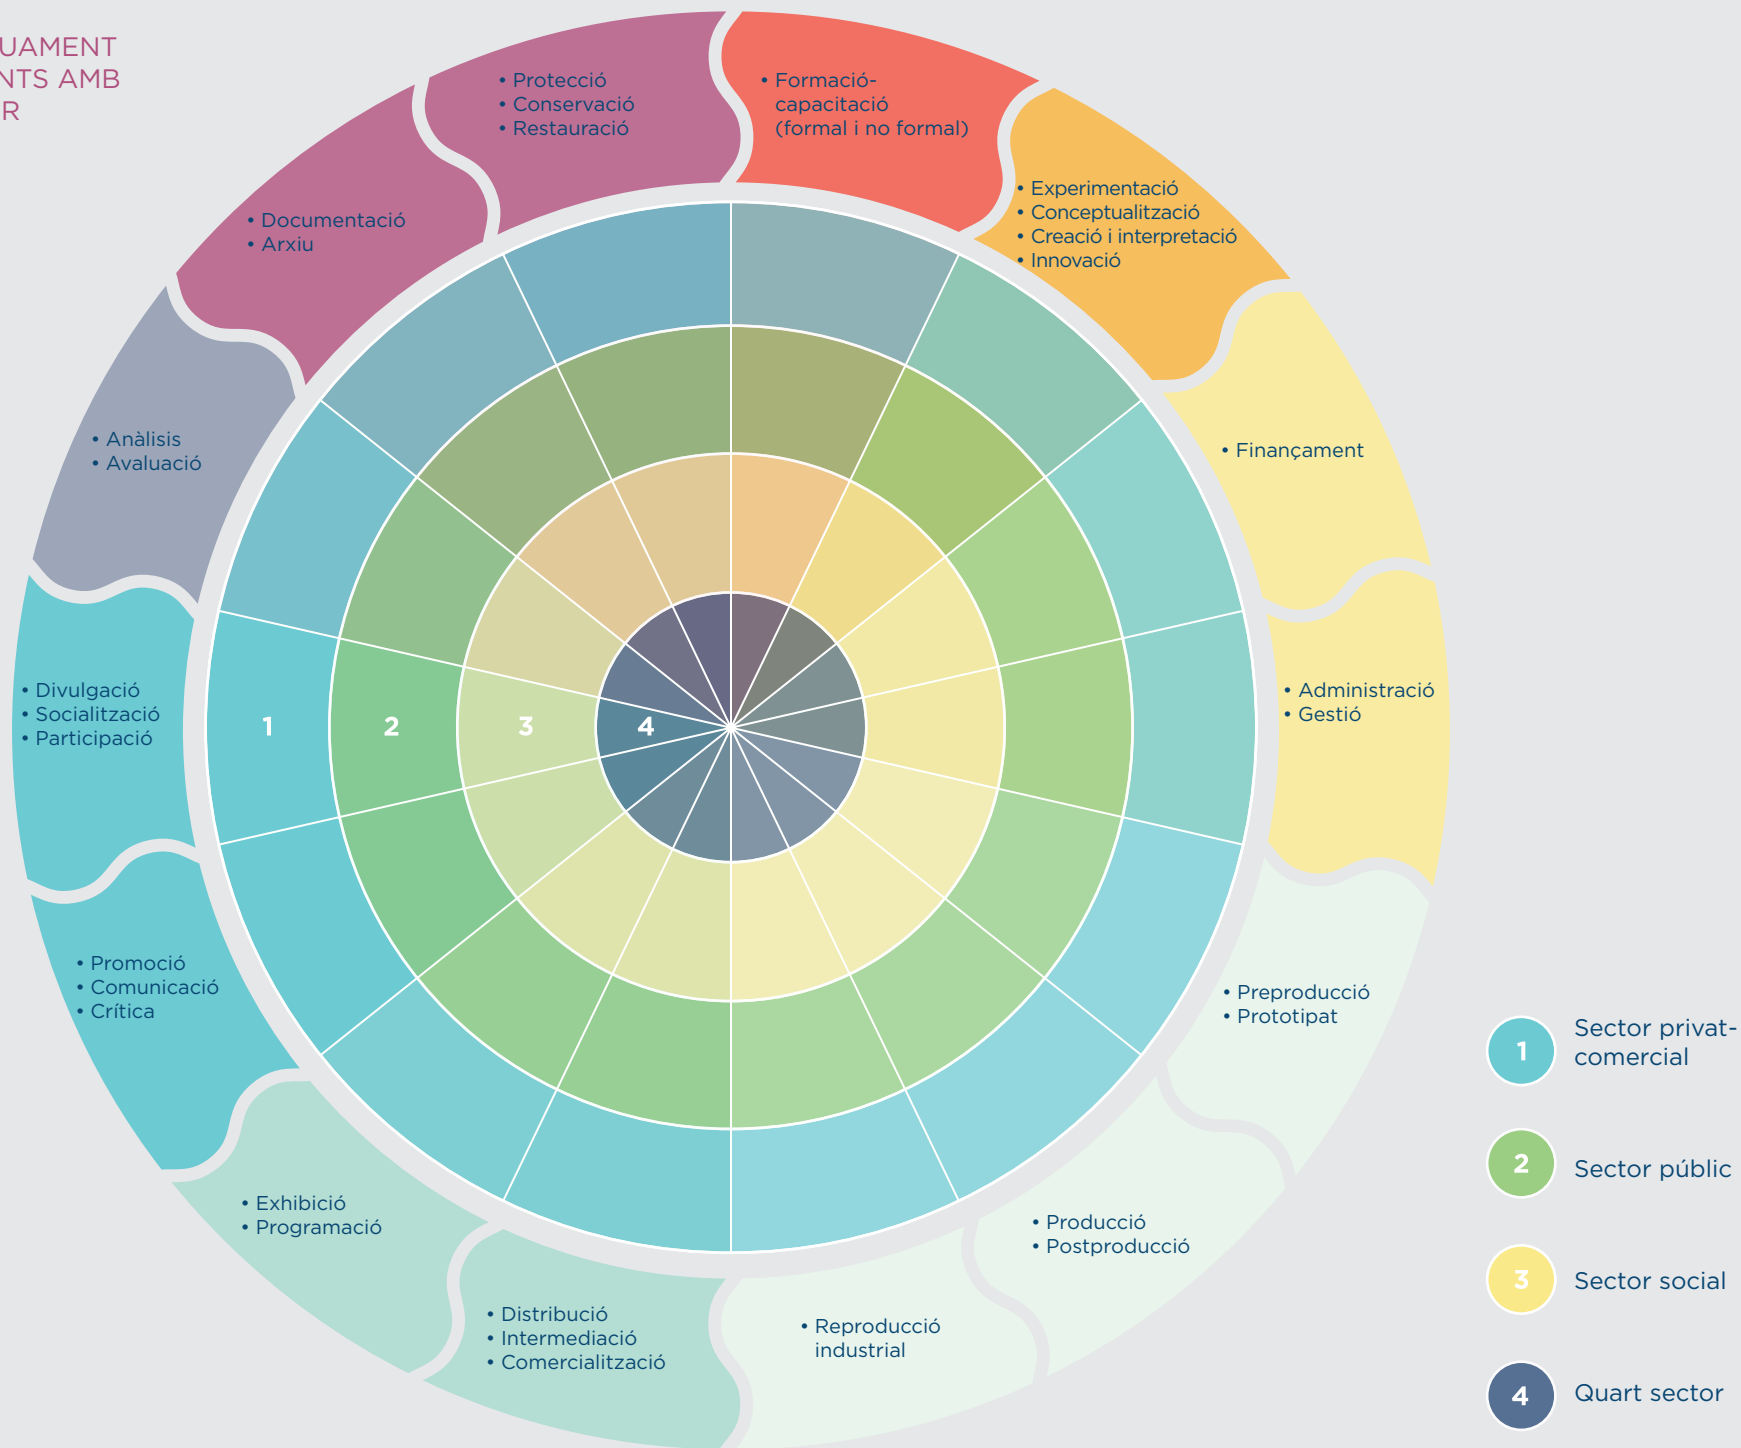 UAMENT
NTS AMB
R
• Protecció
• Conservació
• Restauració
• Formació-
capacitació
(formal i no formal)
• Experimentació
• Conceptualització
• Creació i interpretació
• Innovació
• Documentació
• Arxiu
• Anàlisis
• Avaluació
• Finançament
• Divulgació
• Socialització
• Participació
1
2
3
4
• Administració
• Gestió
• Promoció
• Comunicació
• Crítica
• Preproducció
• Prototipat
• Exhibició
• Programació
• Producció
• Postproducció
• Distribució
• Intermediació
• Comercialització
• Reproducció
industrial
1 Sector privat-
comercial
2 Sector públic
3 Sector social
4 Quart sector